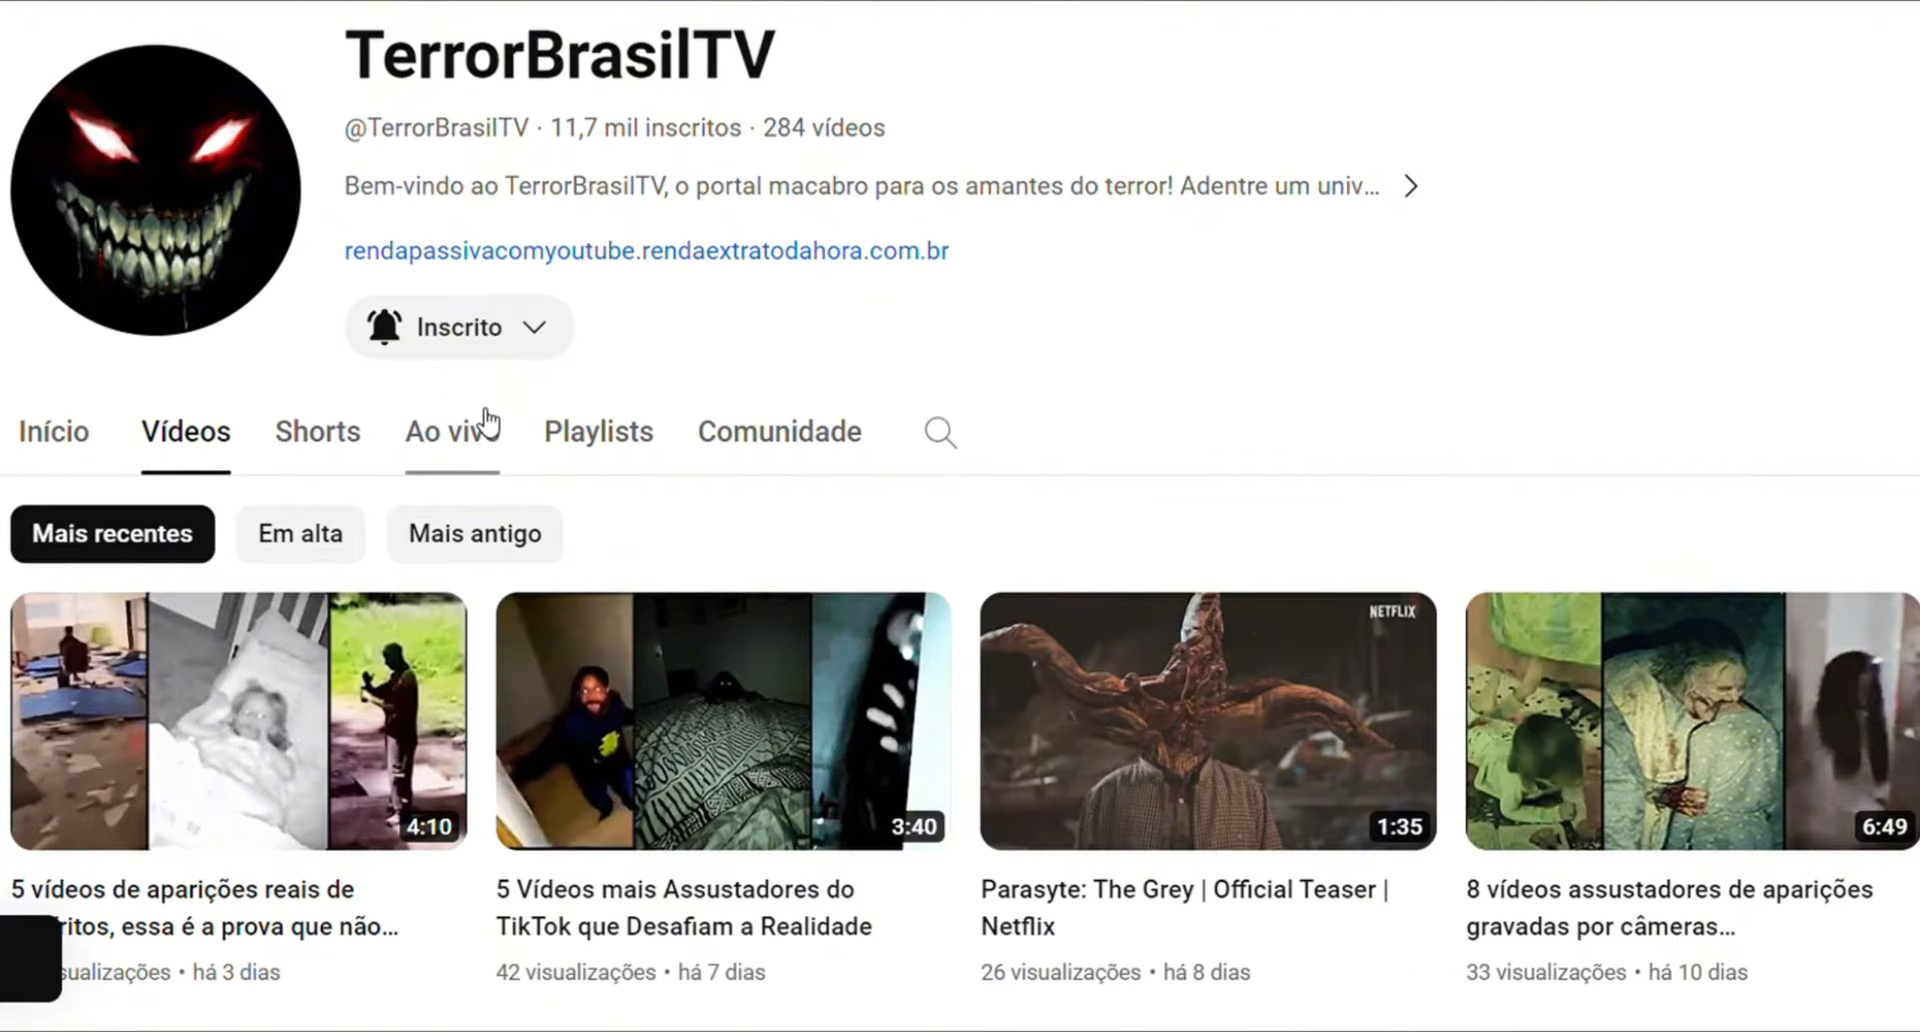 TerrorBrasilTV
@TerrorBrasilTV · 11,7 mil inscritos · 284 vídeos
Bem-vindo ao TerrorBrasilTV, o portal macabro para os amantes do terror! Adentre um univ...
rendapassivacomyoutube.rendaextratodahora.com.br
Inscrito
Início Vídeos Shorts Ao vivo Playlists Comunidade
Mais recentes Em alta Mais antigo
NETFLIX
4:10 3:40 1:35 6:49
5 vídeos de aparições reais de
ritos, essa é a prova que não...
sualizações • há 3 dias
5 Vídeos mais Assustadores do
TikTok que Desafiam a Realidade
42 visualizações • há 7 dias
Parasyte: The Grey | Official Teaser |
Netflix
26 visualizações • há 8 dias
8 vídeos assustadores de aparições
gravadas por câmeras...
33 visualizações • há 10 dias